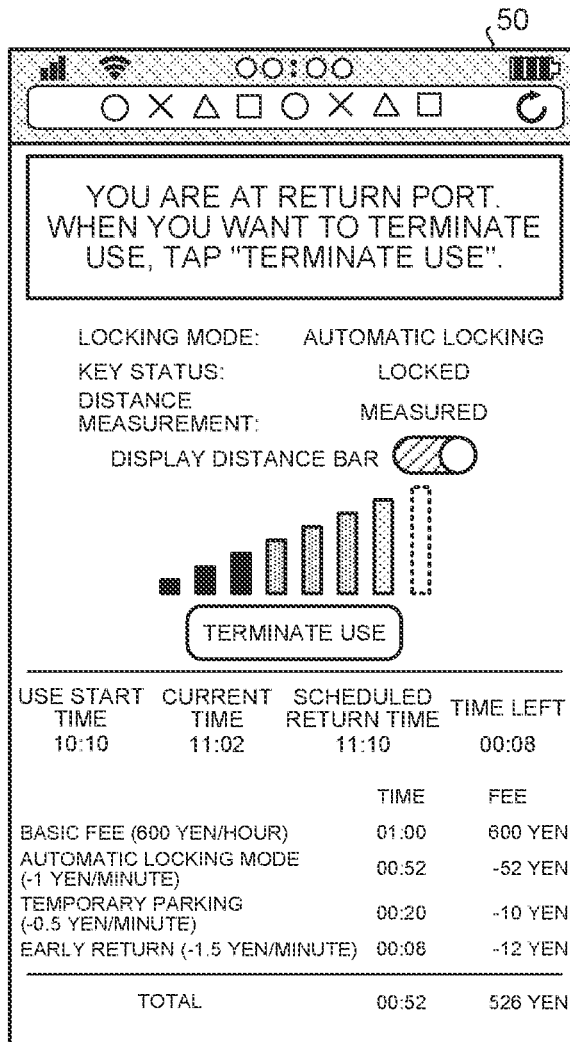 50
00:00
YOU ARE AT RETURN PORT.
WHEN YOU WANT TO TERMINATE
USE, TAP "TERMINATE USE".
LOCKING MODE: AUTOMATIC LOCKING
KEY STATUS: LOCKED
DISTANCE
MEASUREMENT: MEASURED
DISPLAY DISTANCE BAR
TERMINATE USE
USE START TIME 10:10
CURRENT TIME 11:02
SCHEDULED RETURN TIME 11:10
TIME LEFT 00:08
TIME FEE
BASIC FEE (600 YEN/HOUR) 01:00 600 YEN
AUTOMATIC LOCKING MODE
(-1 YEN/MINUTE) 00:52 -52 YEN
TEMPORARY PARKING
(-0.5 YEN/MINUTE) 00:20 -10 YEN
EARLY RETURN (-1.5 YEN/MINUTE) 00:08 -12 YEN
TOTAL 00:52 526 YEN